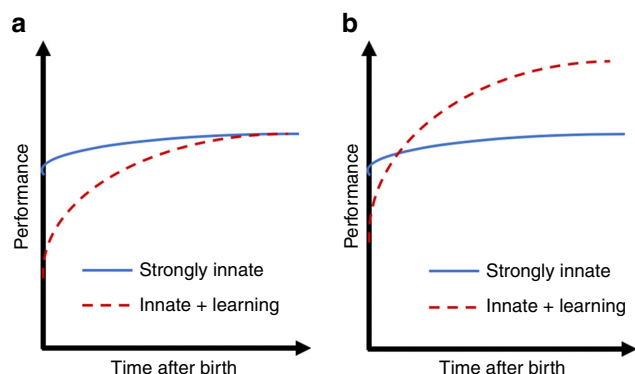 a
Performance
Strongly innate
Innate + learning
Time after birth
b
Performance
Strongly innate
Innate + learning
Time after birth